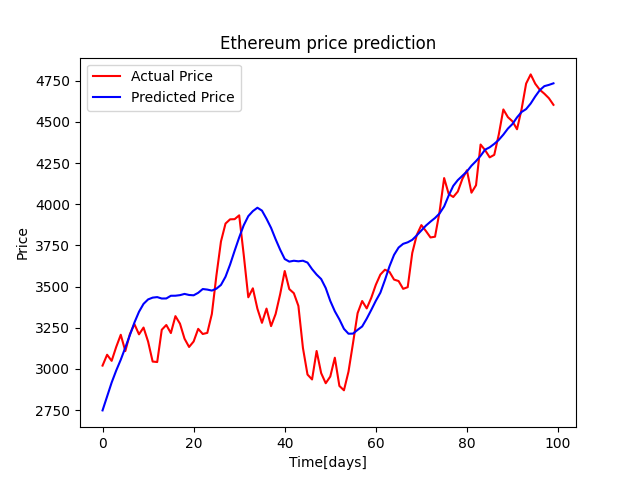 Ethereum price prediction
Actual Price
Predicted Price
4750
4500
4250
4000
3750
3500
3250
3000
2750
Price
0 20 40 60 80 100
Time[days]